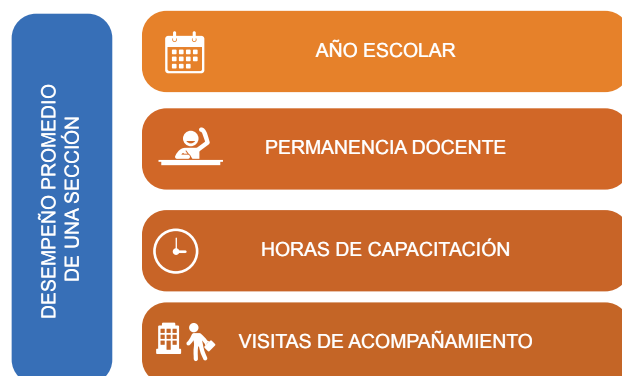 DESEMPEÑO PROMEDIO
DE UNA SECCIÓN
AÑO ESCOLAR
PERMANENCIA DOCENTE
HORAS DE CAPACITACIÓN
VISITAS DE ACOMPAÑAMIENTO